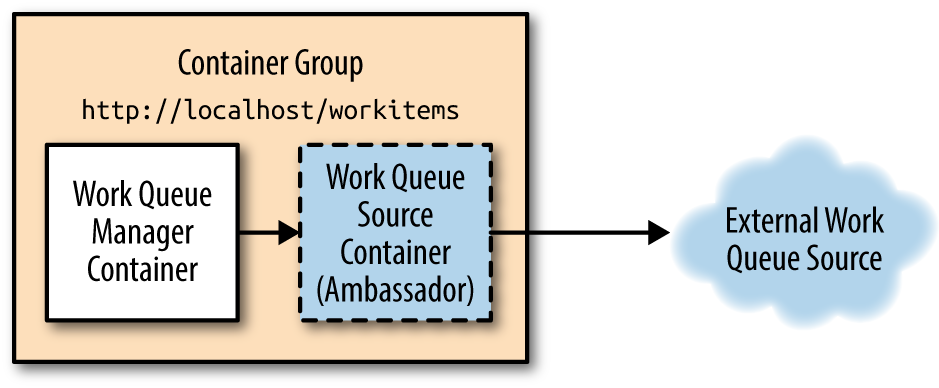 Container Group
http://localhost/workitems
Work Queue
Manager
Container
Work Queue
Source
Container
(Ambassador)
External Work
Queue Source